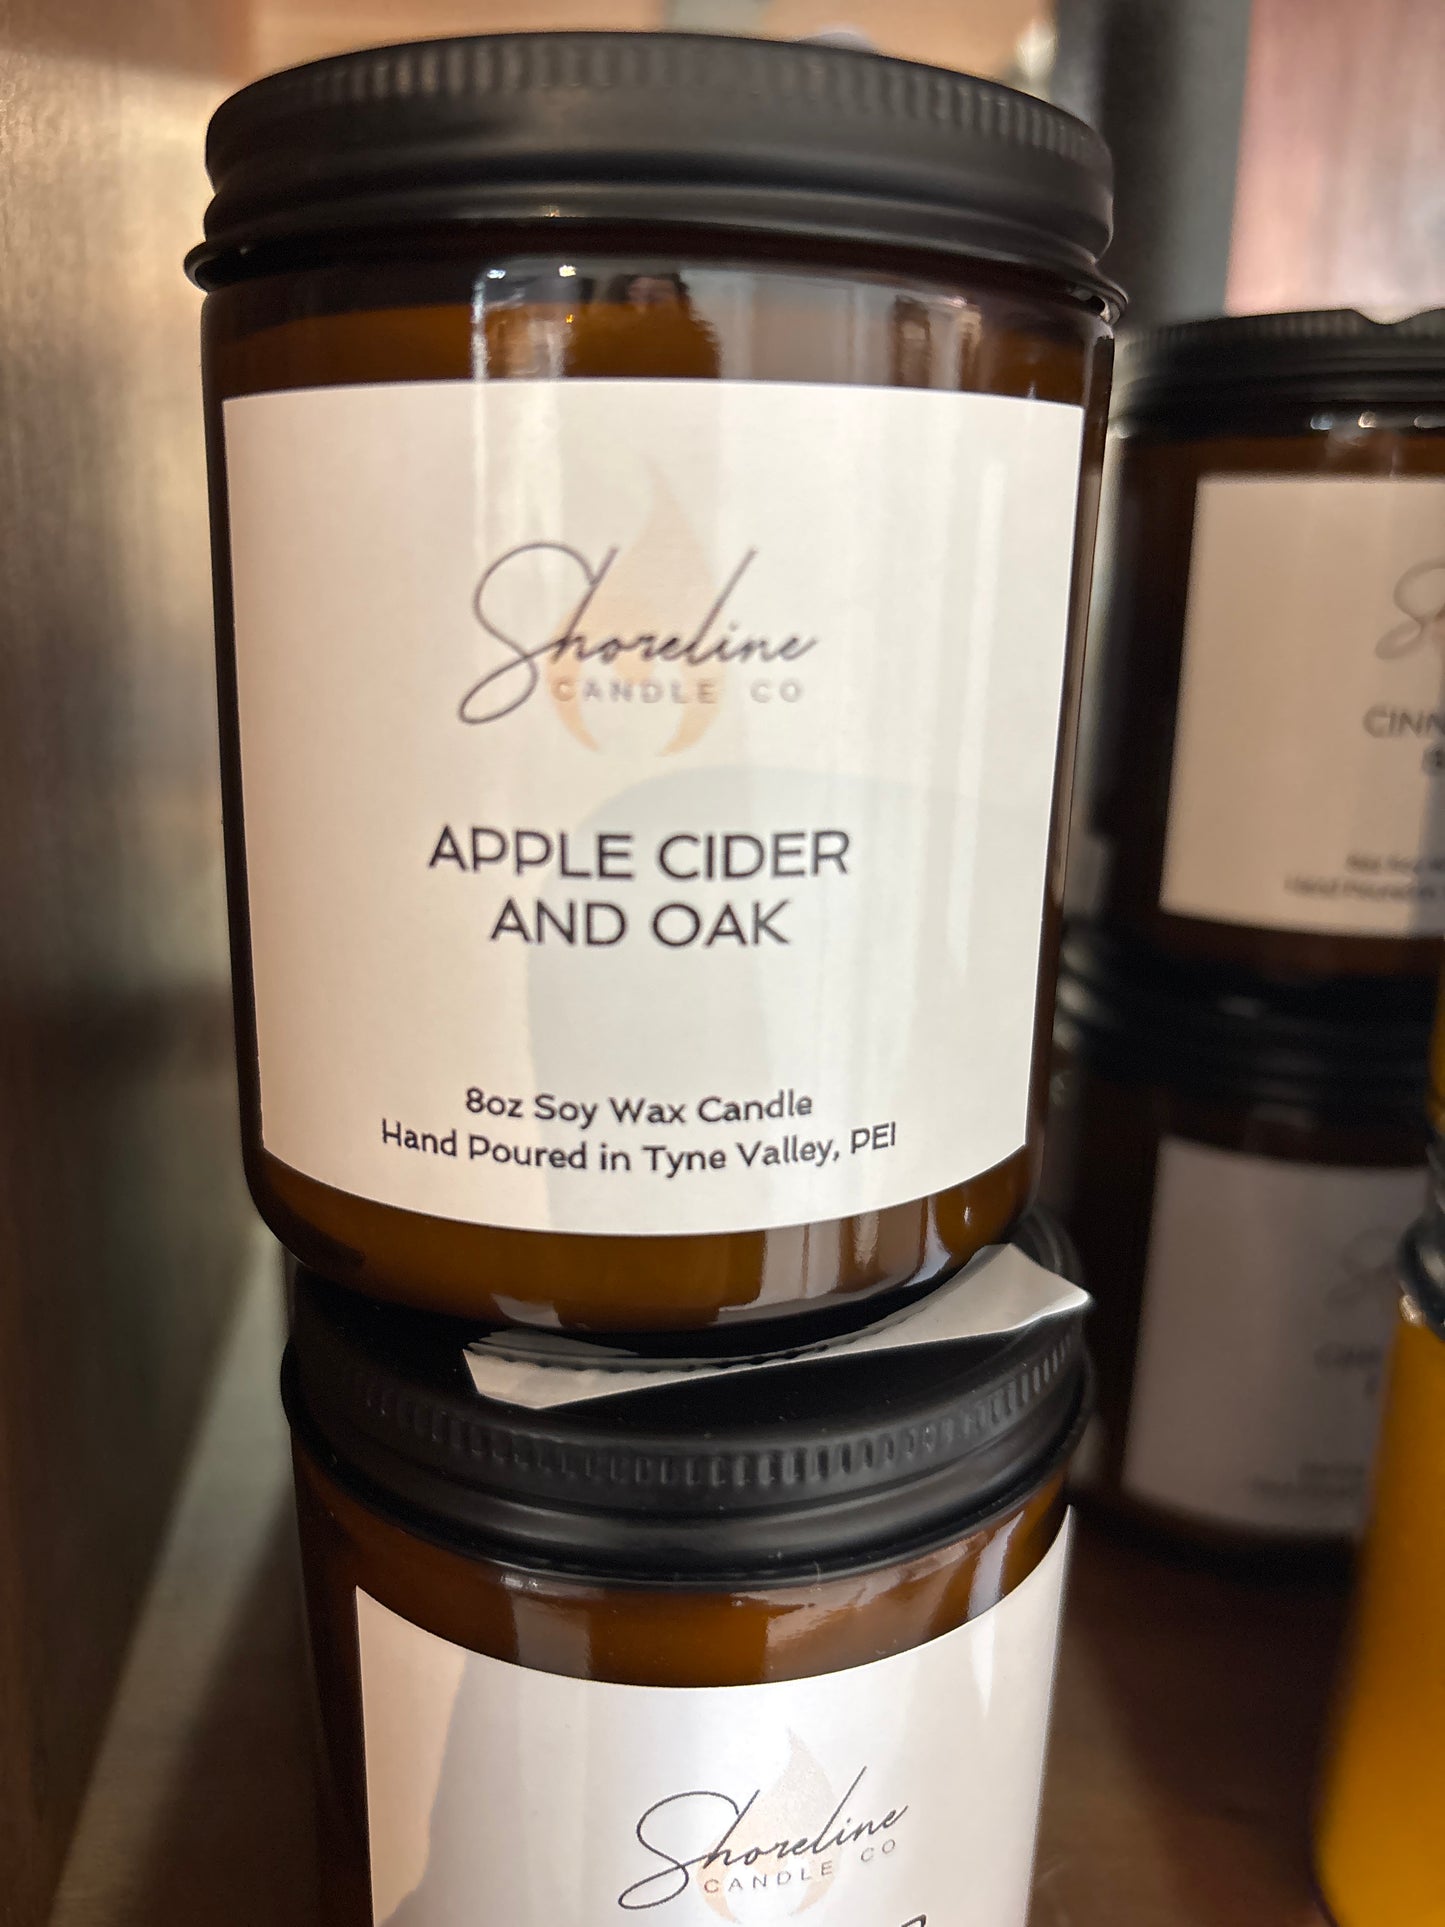 Shoreline
CANDLE CO
APPLE CIDER
AND OAK
8oz Soy Wax Candle
Hand Poured in Tyne Valley, PEI
CINN
Shoreline
CANDLE CO